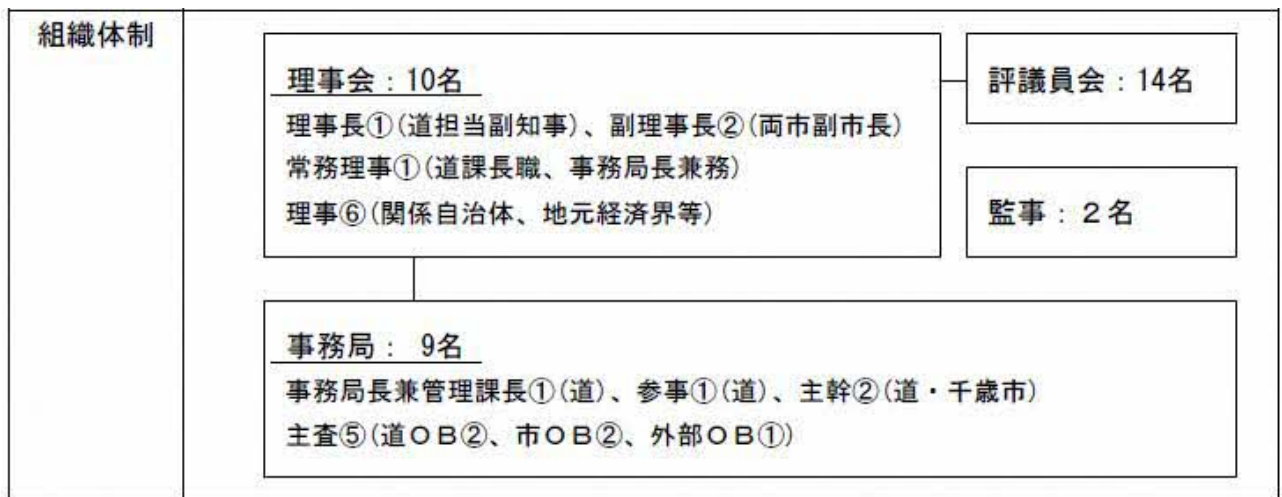 組織体制
理事会：10名
理事長①(道担当副知事)、副理事長②(両市副市長)
常務理事①(道課長職、事務局長兼務)
理事⑥(関係自治体、地元経済界等)
評議員会：14名
監事：２名
事務局： 9名
事務局長兼管理課長①(道)、参事①(道)、主幹②(道・千歳市)
主査⑤(道ＯＢ②、市ＯＢ②、外部ＯＢ①)